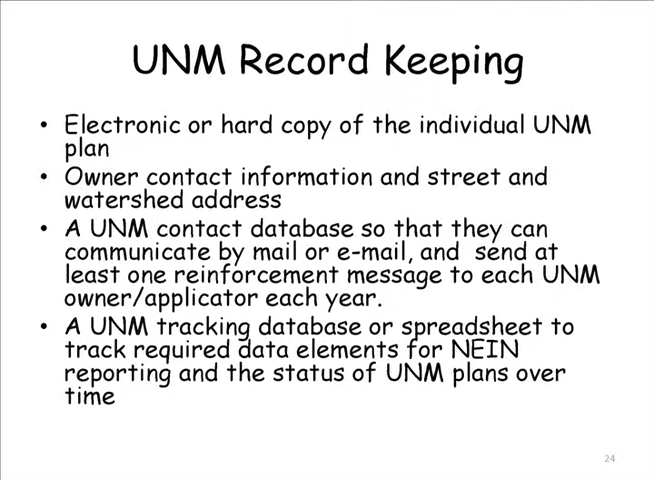 UNM Record Keeping
• Electronic or hard copy of the individual UNM
plan
• Owner contact information and street and
watershed address
• A UNM contact database so that they can
communicate by mail or e-mail, and  send at
least one reinforcement message to each UNM
owner/applicator each year.
• A UNM tracking database or spreadsheet to
track required data elements for NEIN
reporting and the status of UNM plans over
time
24